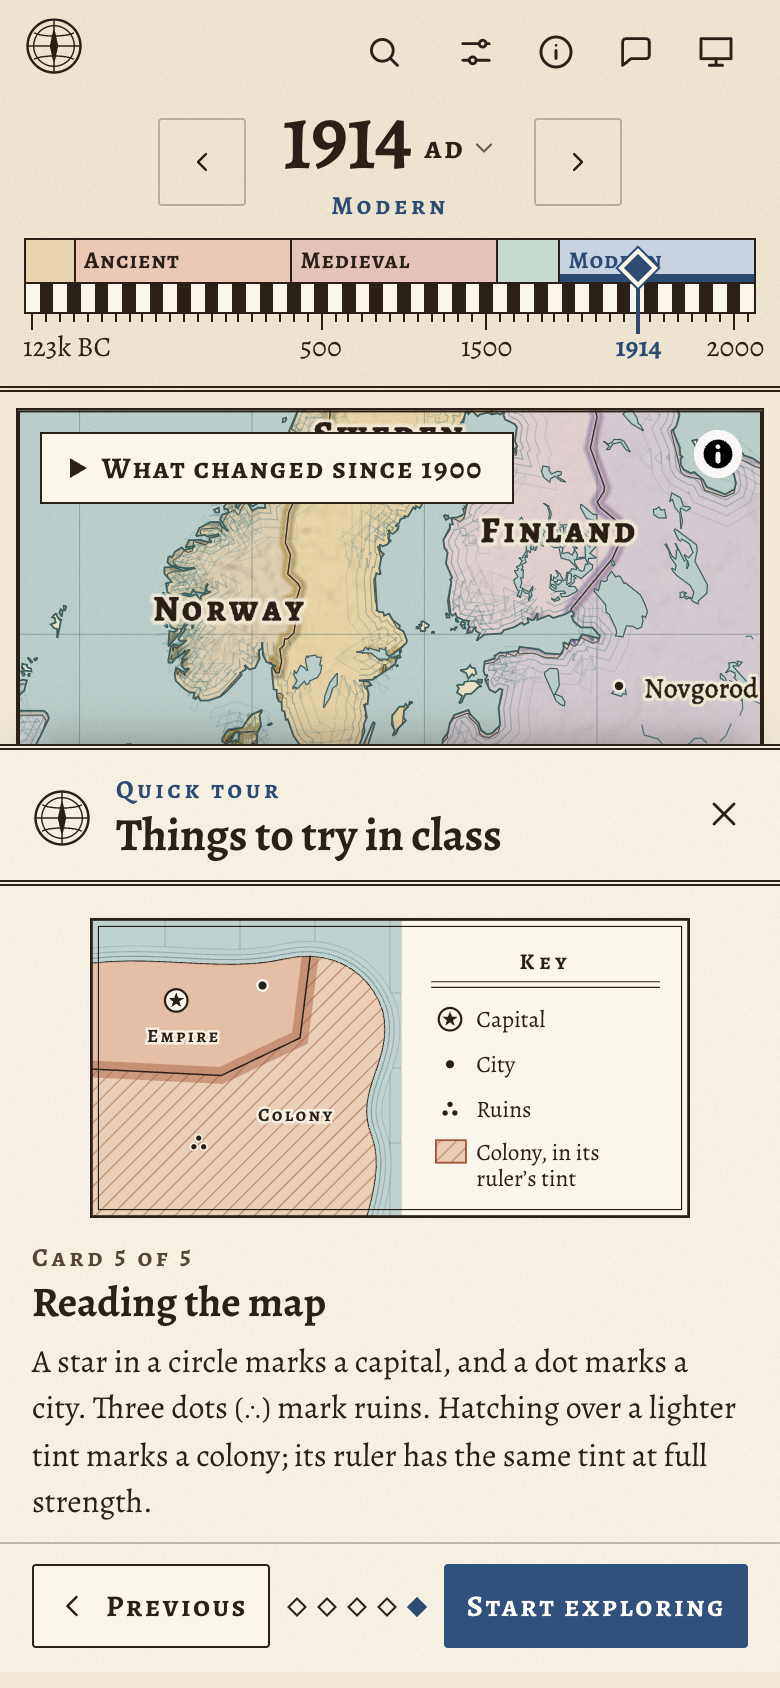 1914 AD
Modern
Ancient
Medieval
Modern
123k BC
500
1500
1914
2000
Sweden
What changed since 1900
Finland
Norway
Novgorod
Quick tour
Things to try in class
Empire
Colony
Key
Capital
City
Ruins
Colony, in its
ruler’s tint
Card 5 of 5
Reading the map
A star in a circle marks a capital, and a dot marks a
city. Three dots (∴) mark ruins. Hatching over a lighter
tint marks a colony; its ruler has the same tint at full
strength.
Previous
Start exploring